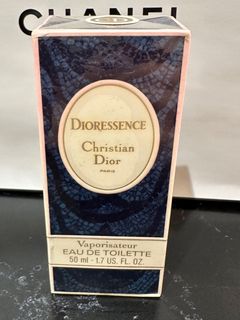 CHANEL
DIORESSENCE
Christian
Dior
PARIS
Vaporisateur
EAU DE TOILETTE
50 ml - 1.7 US. FL. OZ.